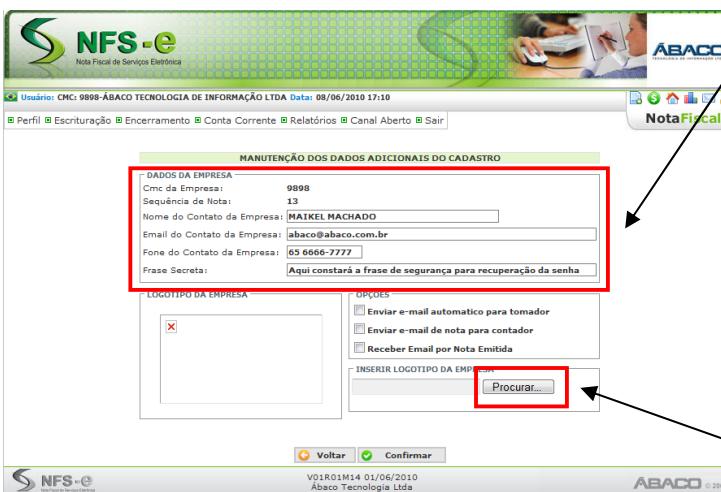 NFS-e
Nota Fiscal de Serviços Eletrônica
ÁBACO
Usuário: CMC: 9898-ÁBACO TECNOLOGIA DE INFORMAÇÃO LTDA Data: 08/06/2010 17:10
Perfil Escrituração Encerramento Conta Corrente Relatórios Canal Aberto Sair
NotaFiscal
MANUTENÇÃO DOS DADOS ADICIONAIS DO CADASTRO
DADOS DA EMPRESA
Cmc da Empresa: 9898
Sequência de Nota: 13
Nome do Contato da Empresa: MAIKEL MACHADO
Email do Contato da Empresa: abaco@abaco.com.br
Fone do Contato da Empresa: 65 6666-7777
Frase Secreta: Aqui constará a frase de segurança para recuperação da senha
LOGOTIPO DA EMPRESA
OPÇÕES
Enviar e-mail automatico para tomador
Enviar e-mail de nota para contador
Receber Email por Nota Emitida
INSERIR LOGOTIPO DA EMPRESA
Procurar...
Voltar Confirmar
NFS-e
V01R01M14 01/06/2010
Ábaco Tecnologia Ltda
ÁBACO